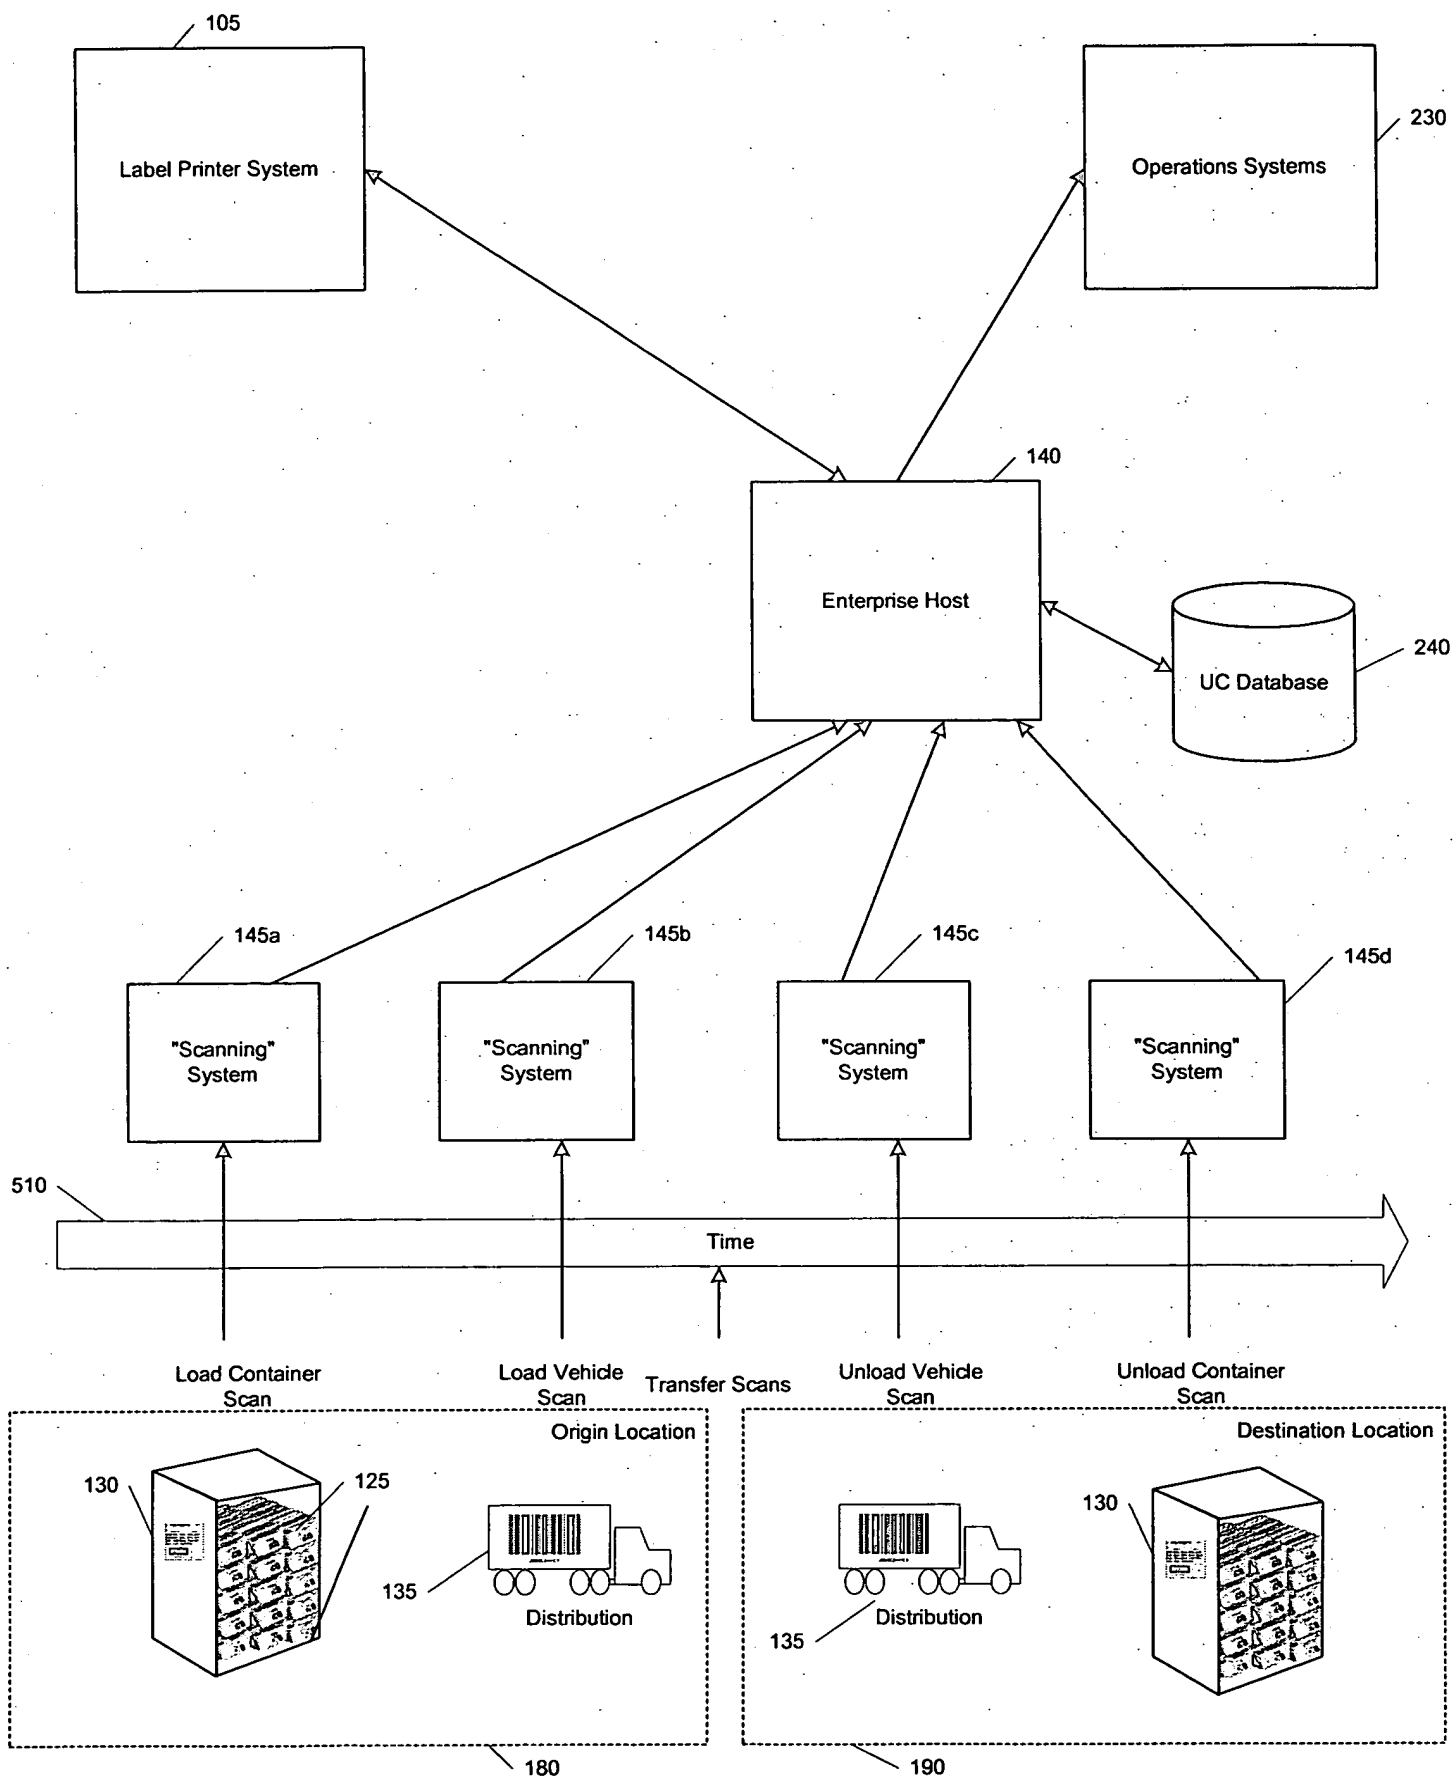 105
Label Printer System
230
Operations Systems
140
Enterprise Host
240
UC Database
145a
"Scanning"
System
145b
"Scanning"
System
145c
"Scanning"
System
145d
"Scanning"
System
510
Time
Load Container
Scan
Load Vehicle
Scan
Transfer Scans
Unload Vehicle
Scan
Unload Container
Scan
Origin Location
130
125
135
Distribution
180
Destination Location
135
Distribution
130
190